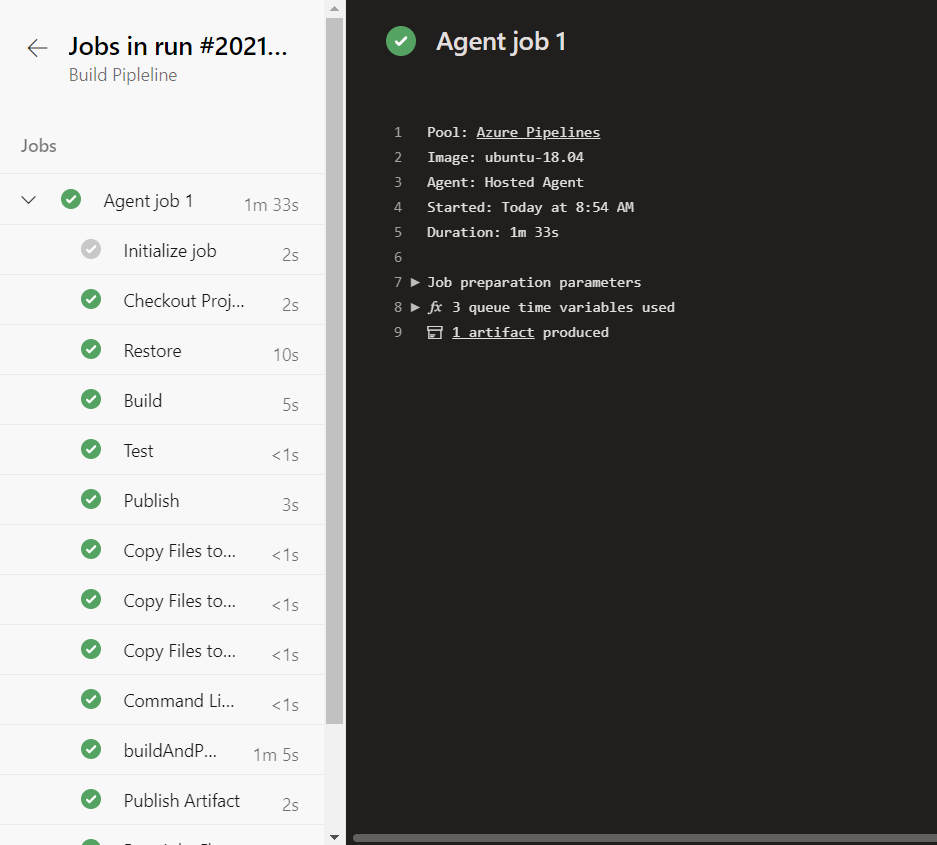 Jobs in run #2021...
Build Pipleline
Jobs
Agent job 1 1m 33s
Initialize job 2s
Checkout Proj... 2s
Restore 10s
Build 5s
Test <1s
Publish 3s
Copy Files to... <1s
Copy Files to... <1s
Copy Files to... <1s
Command Li... <1s
buildAndP... 1m 5s
Publish Artifact 2s
Agent job 1
1 Pool: Azure Pipelines
2 Image: ubuntu-18.04
3 Agent: Hosted Agent
4 Started: Today at 8:54 AM
5 Duration: 1m 33s
6
7 ▶ Job preparation parameters
8 ▶ fx 3 queue time variables used
9 1 artifact produced